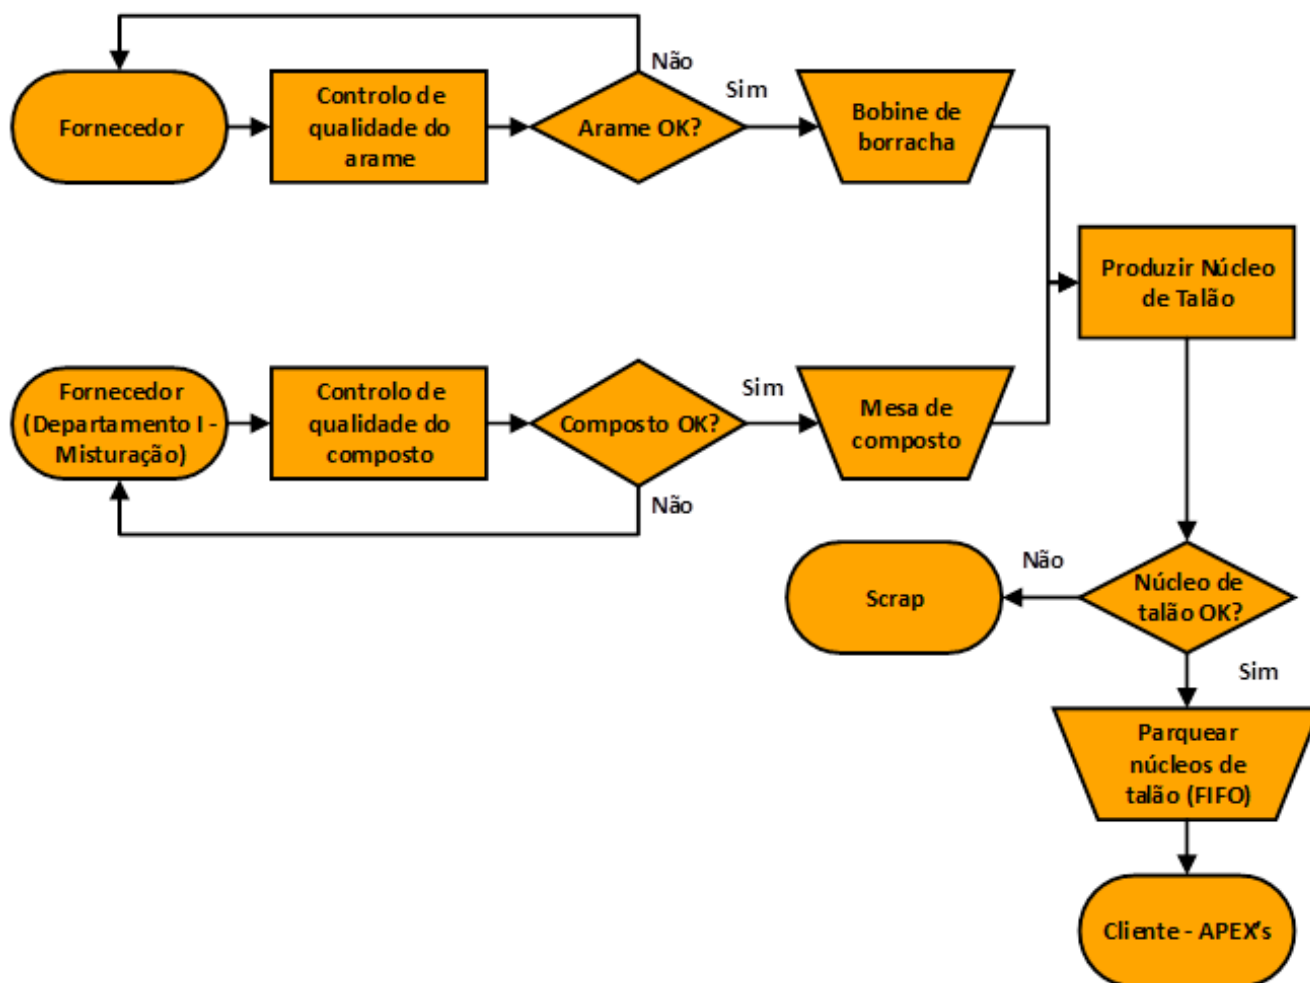 Fornecedor
Controlo de
qualidade do
arame
Arame OK?
Não
Sim
Bobine de
borracha
Produzir Núcleo
de Talão
Fornecedor
(Departamento I -
Misturação)
Controlo de
qualidade do
composto
Composto OK?
Sim
Não
Mesa de
composto
Núcleo de
talão OK?
Não
Scrap
Sim
Parquear
núcleos de
talão (FIFO)
Cliente - APEX's